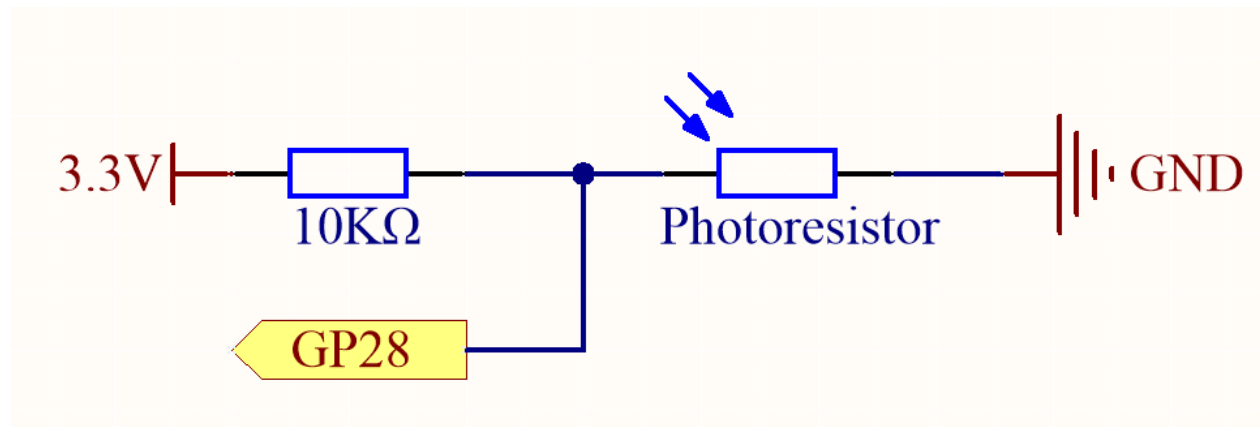 3.3V
GND
10KΩ
Photoresistor
GP28